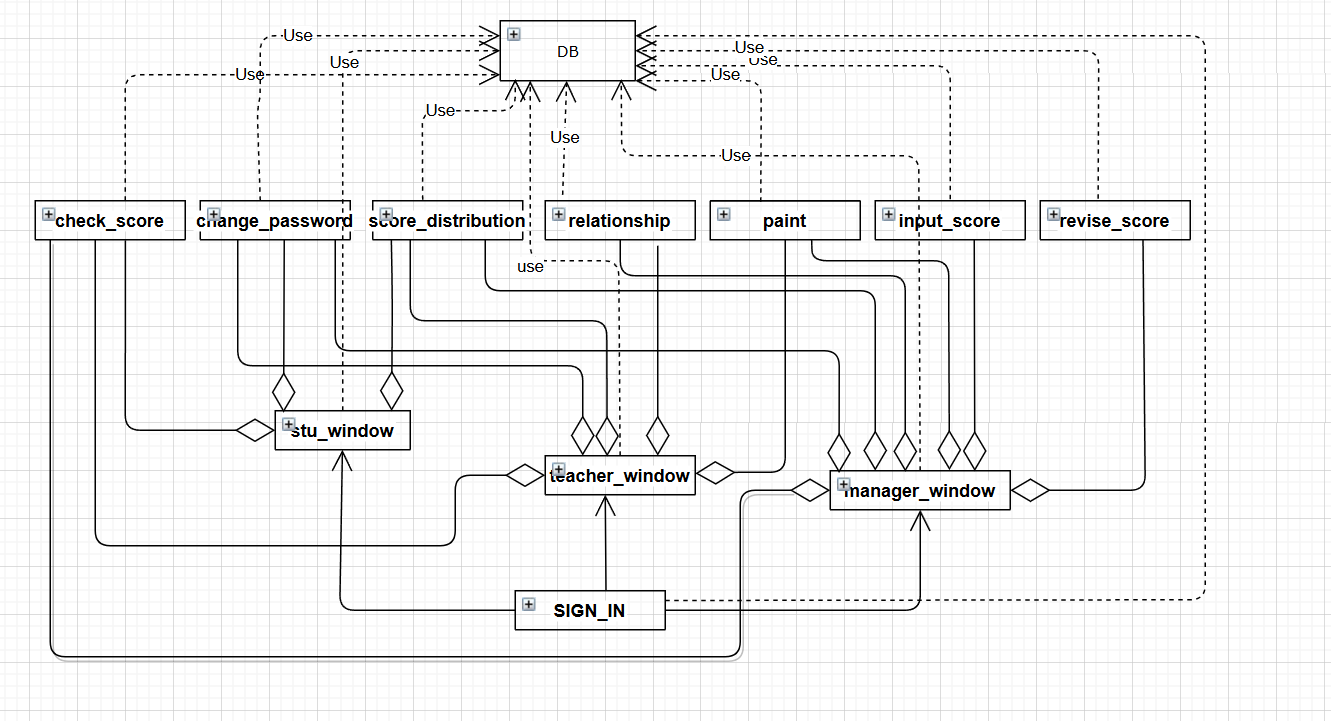 Use
DB
Use
Use
Use
Use
Use
Use
Use
Use
Use
check_score
change_password
score_distribution
relationship
paint
input_score
revise_score
use
stu_window
teacher_window
manager_window
SIGN_IN